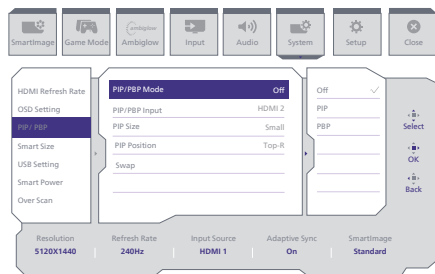 ambiglow
SmartImage Game Mode Ambiglow Input Audio System Setup Close
HDMI Refresh Rate PIP/PBP Mode Off Off
OSD Setting PIP/PBP Input HDMI 2 PIP
PIP/ PBP PIP Size Small PBP Select
Smart Size PIP Position Top-R
USB Setting Swap OK
Smart Power
Over Scan Back
Resolution Refresh Rate Input Source Adaptive Sync SmartImage
5120X1440 240Hz HDMI 1 On Standard